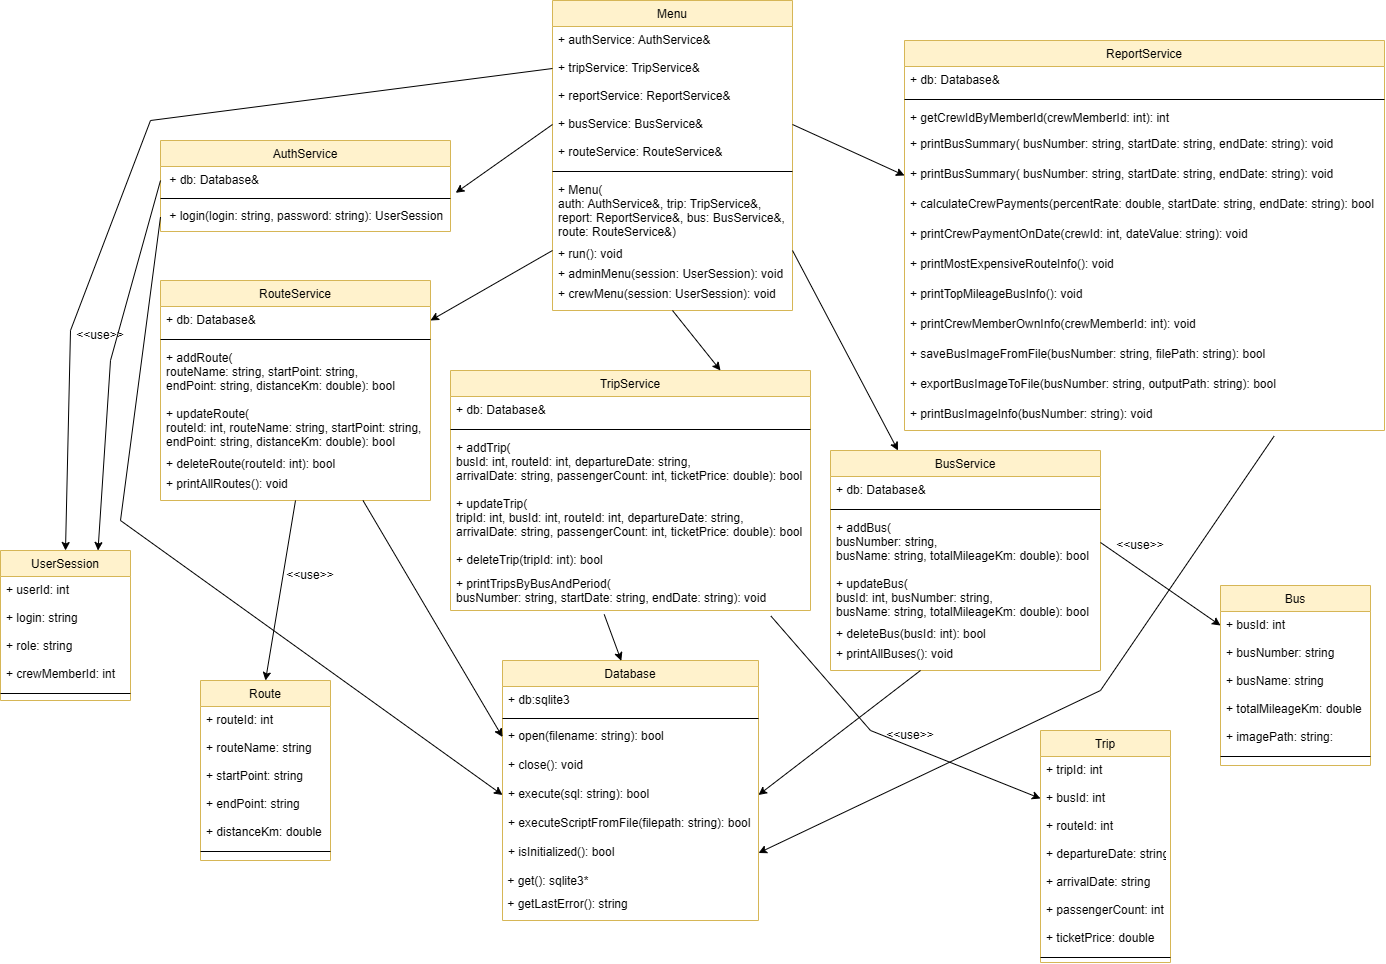 Menu
+ authService: AuthService&
+ tripService: TripService&
+ reportService: ReportService&
+ busService: BusService&
+ routeService: RouteService&
+ Menu(
auth: AuthService&, trip: TripService&,
report: ReportService&, bus: BusService&,
route: RouteService&)
+ run(): void
+ adminMenu(session: UserSession): void
+ crewMenu(session: UserSession): void
ReportService
+ db: Database&
+ getCrewIdByMemberId(crewMemberId: int): int
+ printBusSummary( busNumber: string, startDate: string, endDate: string): void
+ printBusSummary( busNumber: string, startDate: string, endDate: string): void
+ calculateCrewPayments(percentRate: double, startDate: string, endDate: string): bool
+ printCrewPaymentOnDate(crewId: int, dateValue: string): void
+ printMostExpensiveRouteInfo(): void
+ printTopMileageBusInfo(): void
+ printCrewMemberOwnInfo(crewMemberId: int): void
+ saveBusImageFromFile(busNumber: string, filePath: string): bool
+ exportBusImageToFile(busNumber: string, outputPath: string): bool
+ printBusImageInfo(busNumber: string): void
AuthService
+ db: Database&
+ login(login: string, password: string): UserSession
RouteService
+ db: Database&
+ addRoute(
routeName: string, startPoint: string,
endPoint: string, distanceKm: double): bool
+ updateRoute(
routeId: int, routeName: string, startPoint: string,
endPoint: string, distanceKm: double): bool
+ deleteRoute(routeId: int): bool
+ printAllRoutes(): void
<<use>>
TripService
+ db: Database&
+ addTrip(
busId: int, routeId: int, departureDate: string,
arrivalDate: string, passengerCount: int, ticketPrice: double): bool
+ updateTrip(
tripId: int, busId: int, routeId: int, departureDate: string,
arrivalDate: string, passengerCount: int, ticketPrice: double): bool
+ deleteTrip(tripId: int): bool
+ printTripsByBusAndPeriod(
busNumber: string, startDate: string, endDate: string): void
BusService
+ db: Database&
+ addBus(
busNumber: string,
busName: string, totalMileageKm: double): bool
+ updateBus(
busId: int, busNumber: string,
busName: string, totalMileageKm: double): bool
+ deleteBus(busId: int): bool
+ printAllBuses(): void
<<use>>
UserSession
+ userId: int
+ login: string
+ role: string
+ crewMemberId: int
<<use>>
Bus
+ busId: int
+ busNumber: string
+ busName: string
+ totalMileageKm: double
+ imagePath: string:
Route
+ routeId: int
+ routeName: string
+ startPoint: string
+ endPoint: string
+ distanceKm: double
Database
+ db:sqlite3
+ open(filename: string): bool
+ close(): void
+ execute(sql: string): bool
+ executeScriptFromFile(filepath: string): bool
+ isInitialized(): bool
+ get(): sqlite3*
+ getLastError(): string
<<use>>
Trip
+ tripId: int
+ busId: int
+ routeId: int
+ departureDate: string
+ arrivalDate: string
+ passengerCount: int
+ ticketPrice: double